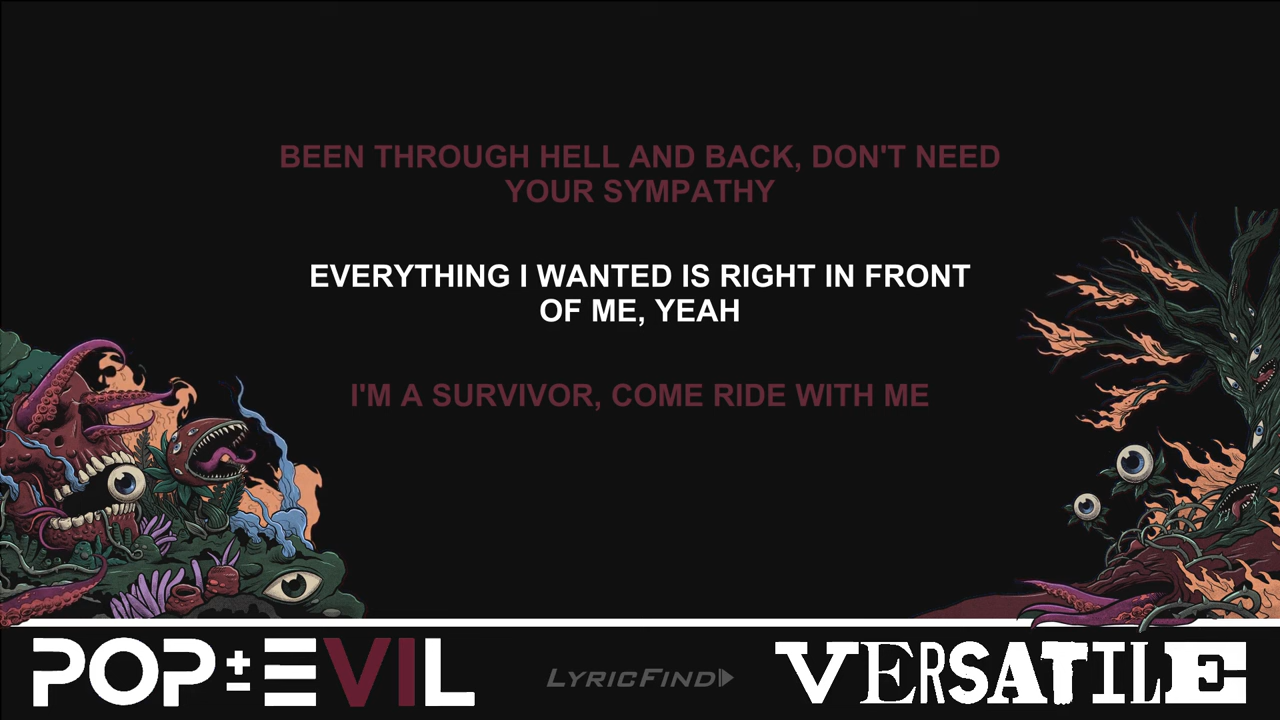 BEEN THROUGH HELL AND BACK, DON'T NEED
YOUR SYMPATHY
EVERYTHING I WANTED IS RIGHT IN FRONT
OF ME, YEAH
I'M A SURVIVOR, COME RIDE WITH ME
POP EVIL
LYRICFIND
VERSATILE